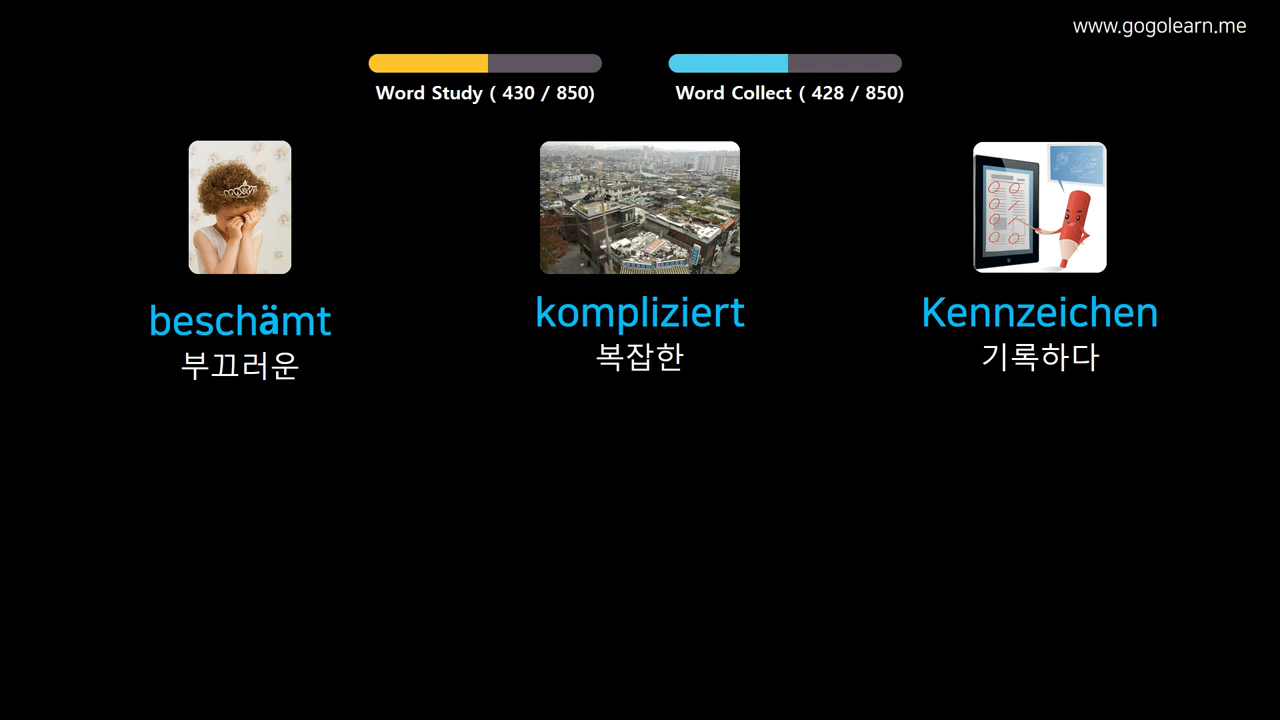 www.gogolearn.me
Word Study ( 430 / 850)
Word Collect ( 428 / 850)
beschämt
부끄러운
kompliziert
복잡한
Kennzeichen
기록하다